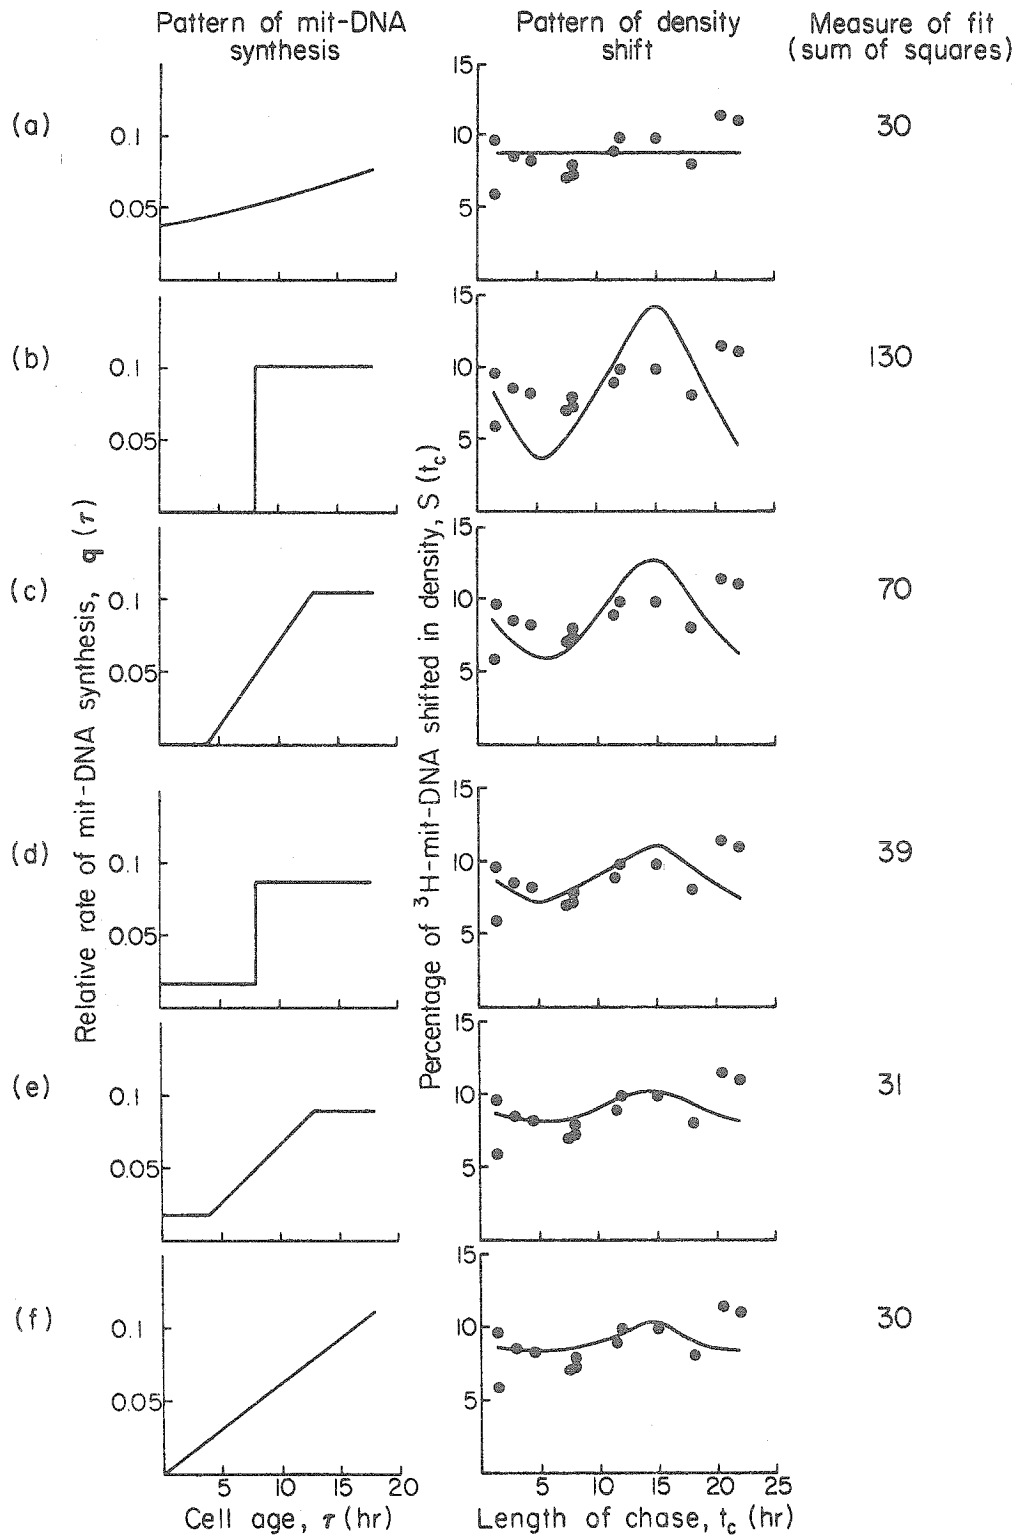 Pattern of mit-DNA synthesis
Pattern of density shift
Measure of fit (sum of squares)
(a)
0.1
0.05
15
10
5
30
(b)
0.1
0.05
15
10
5
130
(c)
0.1
0.05
15
10
5
70
(d)
0.1
0.05
15
10
5
39
(e)
0.1
0.05
15
10
5
31
(f)
0.1
0.05
15
10
5
30
Relative rate of mit-DNA synthesis, q (τ)
Percentage of ³H-mit-DNA shifted in density, S (t_c)
5 10 15 20
5 10 15 20 25
Cell age, τ (hr)
Length of chase, t_c (hr)